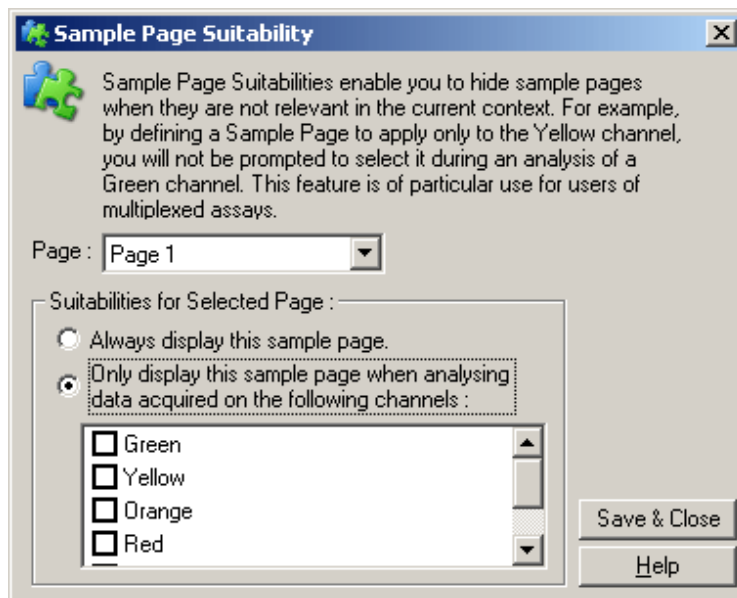 Sample Page Suitability
Sample Page Suitabilities enable you to hide sample pages
when they are not relevant in the current context. For example,
by defining a Sample Page to apply only to the Yellow channel,
you will not be prompted to select it during an analysis of a
Green channel. This feature is of particular use for users of
multiplexed assays.
Page : Page 1
Suitabilities for Selected Page :
Always display this sample page.
Only display this sample page when analysing
data acquired on the following channels :
Green
Yellow
Orange
Red
Save & Close
Help